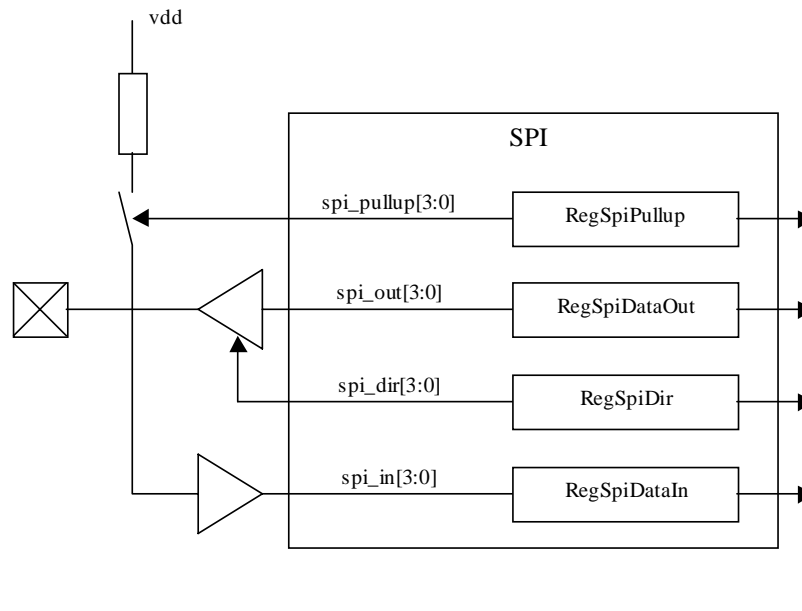 vdd
SPI
spi_pullup[3:0]
RegSpiPullup
spi_out[3:0]
RegSpiDataOut
spi_dir[3:0]
RegSpiDir
spi_in[3:0]
RegSpiDataIn